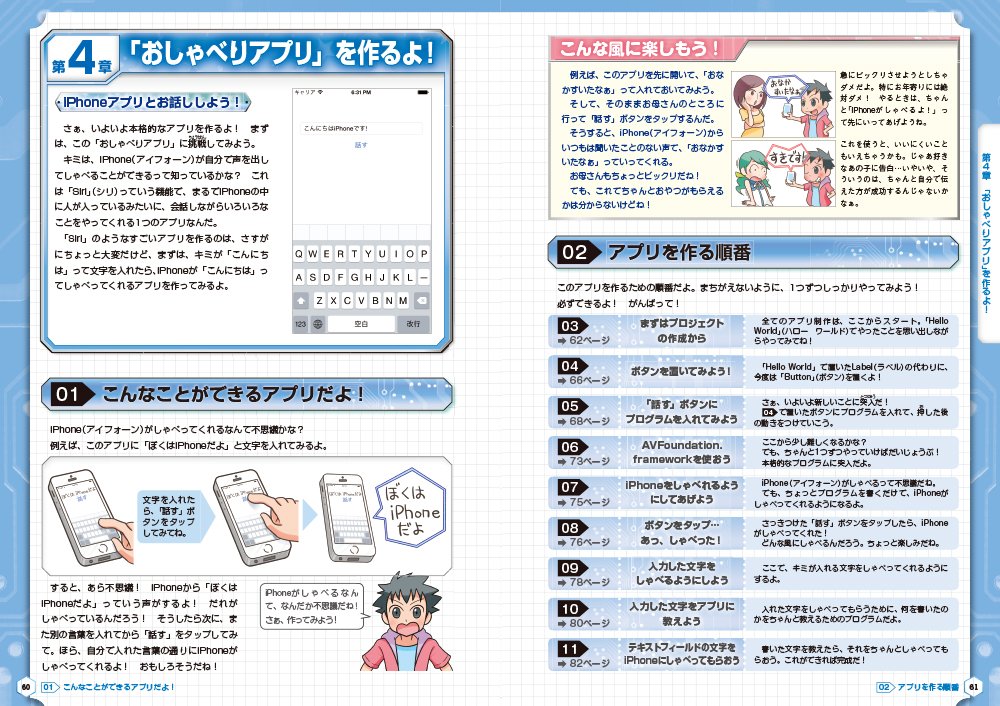 第4章 「おしゃべりアプリ」を作るよ！
iPhoneアプリとお話ししよう！
さぁ、いよいよ本格的なアプリを作るよ！　まず
は、この「おしゃべりアプリ」に挑戦してみよう。
キミは、iPhone(アイフォーン)が自分で声を出し
てしゃべることができるって知っているかな？　これ
は「Siri」(シリ)っていう機能で、まるでiPhoneの中
に人が入っているみたいに、会話しながらいろいろな
ことをやってくれる1つのアプリなんだ。
「Siri」のようなすごいアプリを作るのは、さすが
にちょっと大変だけど、まずは、キミが「こんにち
は」って文字を入れたら、iPhoneが「こんにちは」っ
てしゃべってくれるアプリを作ってみるよ。
キャリア 6:31 PM
こんにちはiPhoneです!
話す
Q W E R T Y U I O P
A S D F G H J K L ー
Z X C V B N M
123 空白 改行
01 こんなことができるアプリだよ！
iPhone(アイフォーン)がしゃべってくれるなんて不思議かな？
例えば、このアプリに「ぼくはiPhoneだよ」と文字を入れてみるよ。
ぼくは iPhoneだよ
話す
文字を入れた
ら、「話す」ボ
タンをタップ
してみてね。
ぼくは iPhoneだよ
話す
ぼくは iPhoneだよ
話す
ぼくは
iPhone
だよ
すると、あら不思議！　iPhoneから「ぼくは
iPhoneだよ」っていう声がするよ！　だれが
しゃべっているんだろう！　そうしたら次に、ま
た別の言葉を入れてから「話す」をタップしてみ
て。ほら、自分で入れた言葉の通りにiPhoneが
しゃべってくれるよ！　おもしろそうだね！
iPhoneがしゃべるなん
て、なんだか不思議だね！
さぁ、作ってみよう！
60 01 こんなことができるアプリだよ！
こんな風に楽しもう！
例えば、このアプリを先に開いて、「おな
かすいたなぁ」って入れておいてみよう。
そして、そのままお母さんのところに
行って「話す」ボタンをタップするんだ。
そうすると、iPhone(アイフォーン)から
いつもは聞いたことのない声で、「おなかす
いたなぁ」っていってくれる。
お母さんもちょっとビックリだね！
でも、これでちゃんとおやつがもらえる
かは分からないけどね！
おなか
すいたなぁ
すきです!
急にビックリさせようとしちゃ
ダメだよ。特にお年寄りには絶
対ダメ！　やるときは、ちゃん
と「iPhoneがしゃべるよ！」っ
て先にいってあげようね。
これを使うと、いいにくいこと
もいえちゃうかも。じゃあ好き
なあの子に告白…いやいや、そ
ういうのは、ちゃんと自分で伝
えた方が成功するんじゃないか
なぁ。
第4章 「おしゃべりアプリ」を作るよ！
02 アプリを作る順番
このアプリを作るための順番だよ。まちがえないように、1つずつしっかりやってみよう！
必ずできるよ！　がんばって！
03
➡ 62ページ
まずはプロジェクト
の作成から
全てのアプリ制作は、ここからスタート。「Hello
World」(ハロー　ワールド)でやったことを思い出しなが
らやってみてね！
04
➡ 66ページ
ボタンを置いてみよう！
「Hello World」で置いたLabel(ラベル)の代わりに、
今度は「Button」(ボタン)を置くよ！
05
➡ 68ページ
「話す」ボタンに
プログラムを入れてみよう
さぁ、いよいよ新しいことに突入だ！
04 で置いたボタンにプログラムを入れて、押した後
の動きをつけていこう。
06
➡ 73ページ
AVFoundation.
frameworkを使おう
ここから少し難しくなるかな？
でも、ちゃんと1つずつやっていけばだいじょうぶ！
本格的なプログラムに突入だよ。
07
➡ 75ページ
iPhoneをしゃべれるよう
にしてあげよう
iPhone(アイフォーン)がしゃべるって不思議だね。
でも、ちょっとプログラムを書くだけで、iPhoneが
しゃべってくれるようになるよ。
08
➡ 76ページ
ボタンをタップ…
あっ、しゃべった！
さっきつけた「話す」ボタンをタップしたら、iPhone
がしゃべってくれた！
どんな風にしゃべるんだろう。ちょっと楽しみだね。
09
➡ 78ページ
入力した文字を
しゃべるようにしよう
ここで、キミが入れる文字をしゃべってくれるように
するよ。
10
➡ 80ページ
入力した文字をアプリに
教えよう
入れた文字をしゃべってもらうために、何を書いたの
かをちゃんと教えるためのプログラムだよ。
11
➡ 82ページ
テキストフィールドの文字を
iPhoneにしゃべってもらおう
書いた文字を教えたら、それをちゃんとしゃべっても
らおう。これができれば完成だ！
02 アプリを作る順番 61